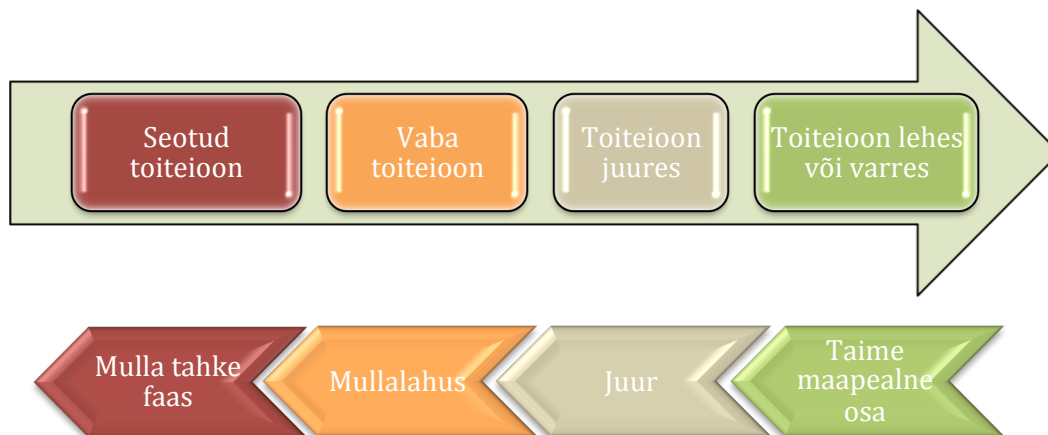 Seotud
toiteioon
Vaba
toiteioon
Toiteioon
juures
Toiteioon lehes
või varres
Mulla tahke
faas
Mullalahus
Juur
Taime
maapealne
osa